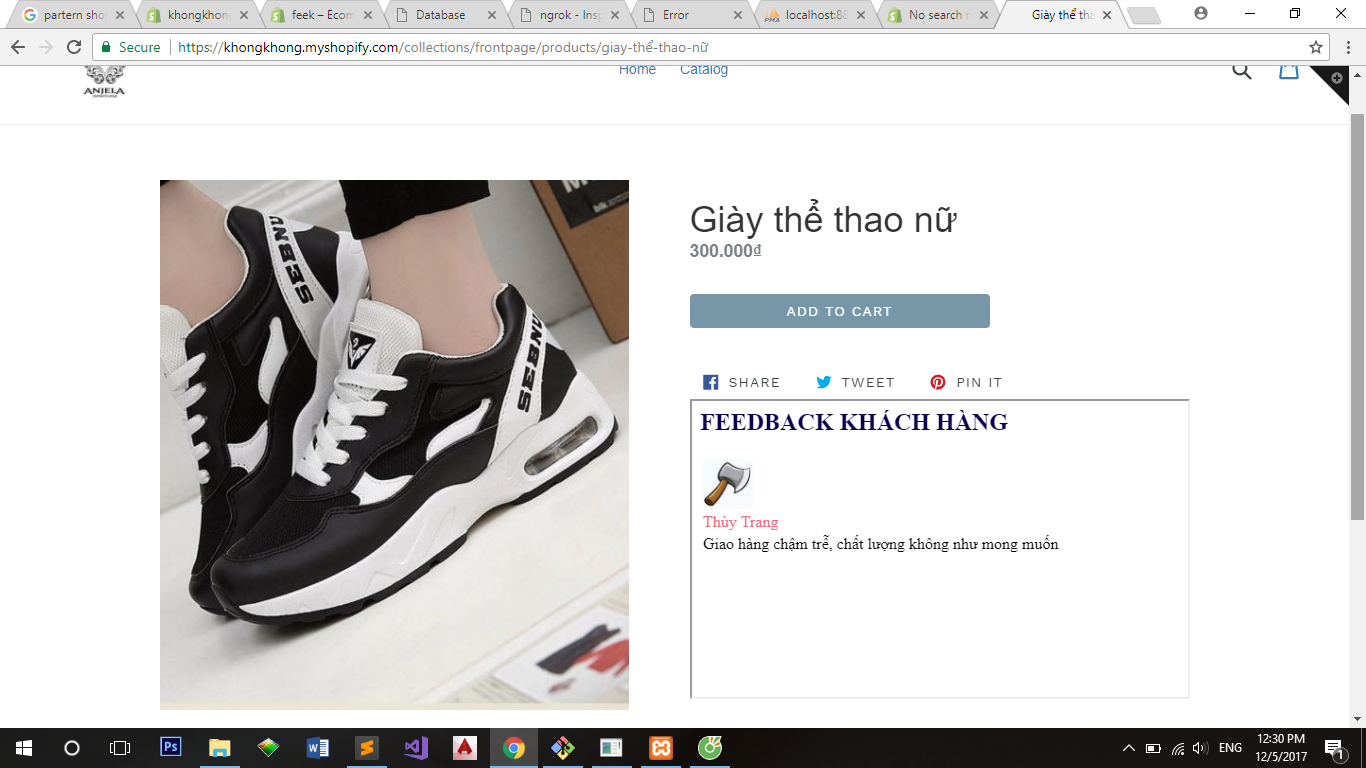 partern sho
khongkhong
feek – Ecom
Database
ngrok - Insp
Error
localhost:88
No search r
Giày thể tha
Secure
https://khongkhong.myshopify.com/collections/frontpage/products/giay-thể-thao-nữ
ANJELA
Home
Catalog
Giày thể thao nữ
300.000₫
ADD TO CART
SHARE
TWEET
PIN IT
FEEDBACK KHÁCH HÀNG
Thùy Trang
Giao hàng chậm trễ, chất lượng không như mong muốn
ENG
12:30 PM
12/5/2017
1